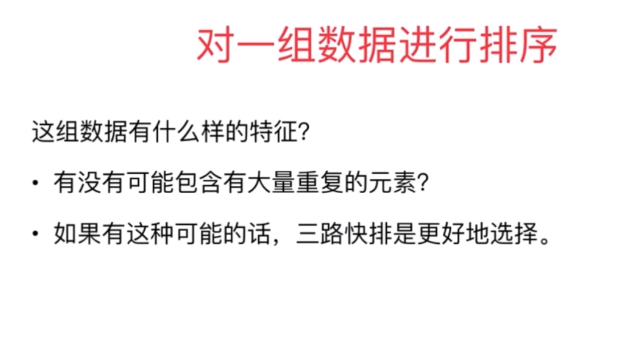 对一组数据进行排序
这组数据有什么样的特征？
• 有没有可能包含有大量重复的元素？
• 如果有这种可能的话，三路快排是更好地选择。